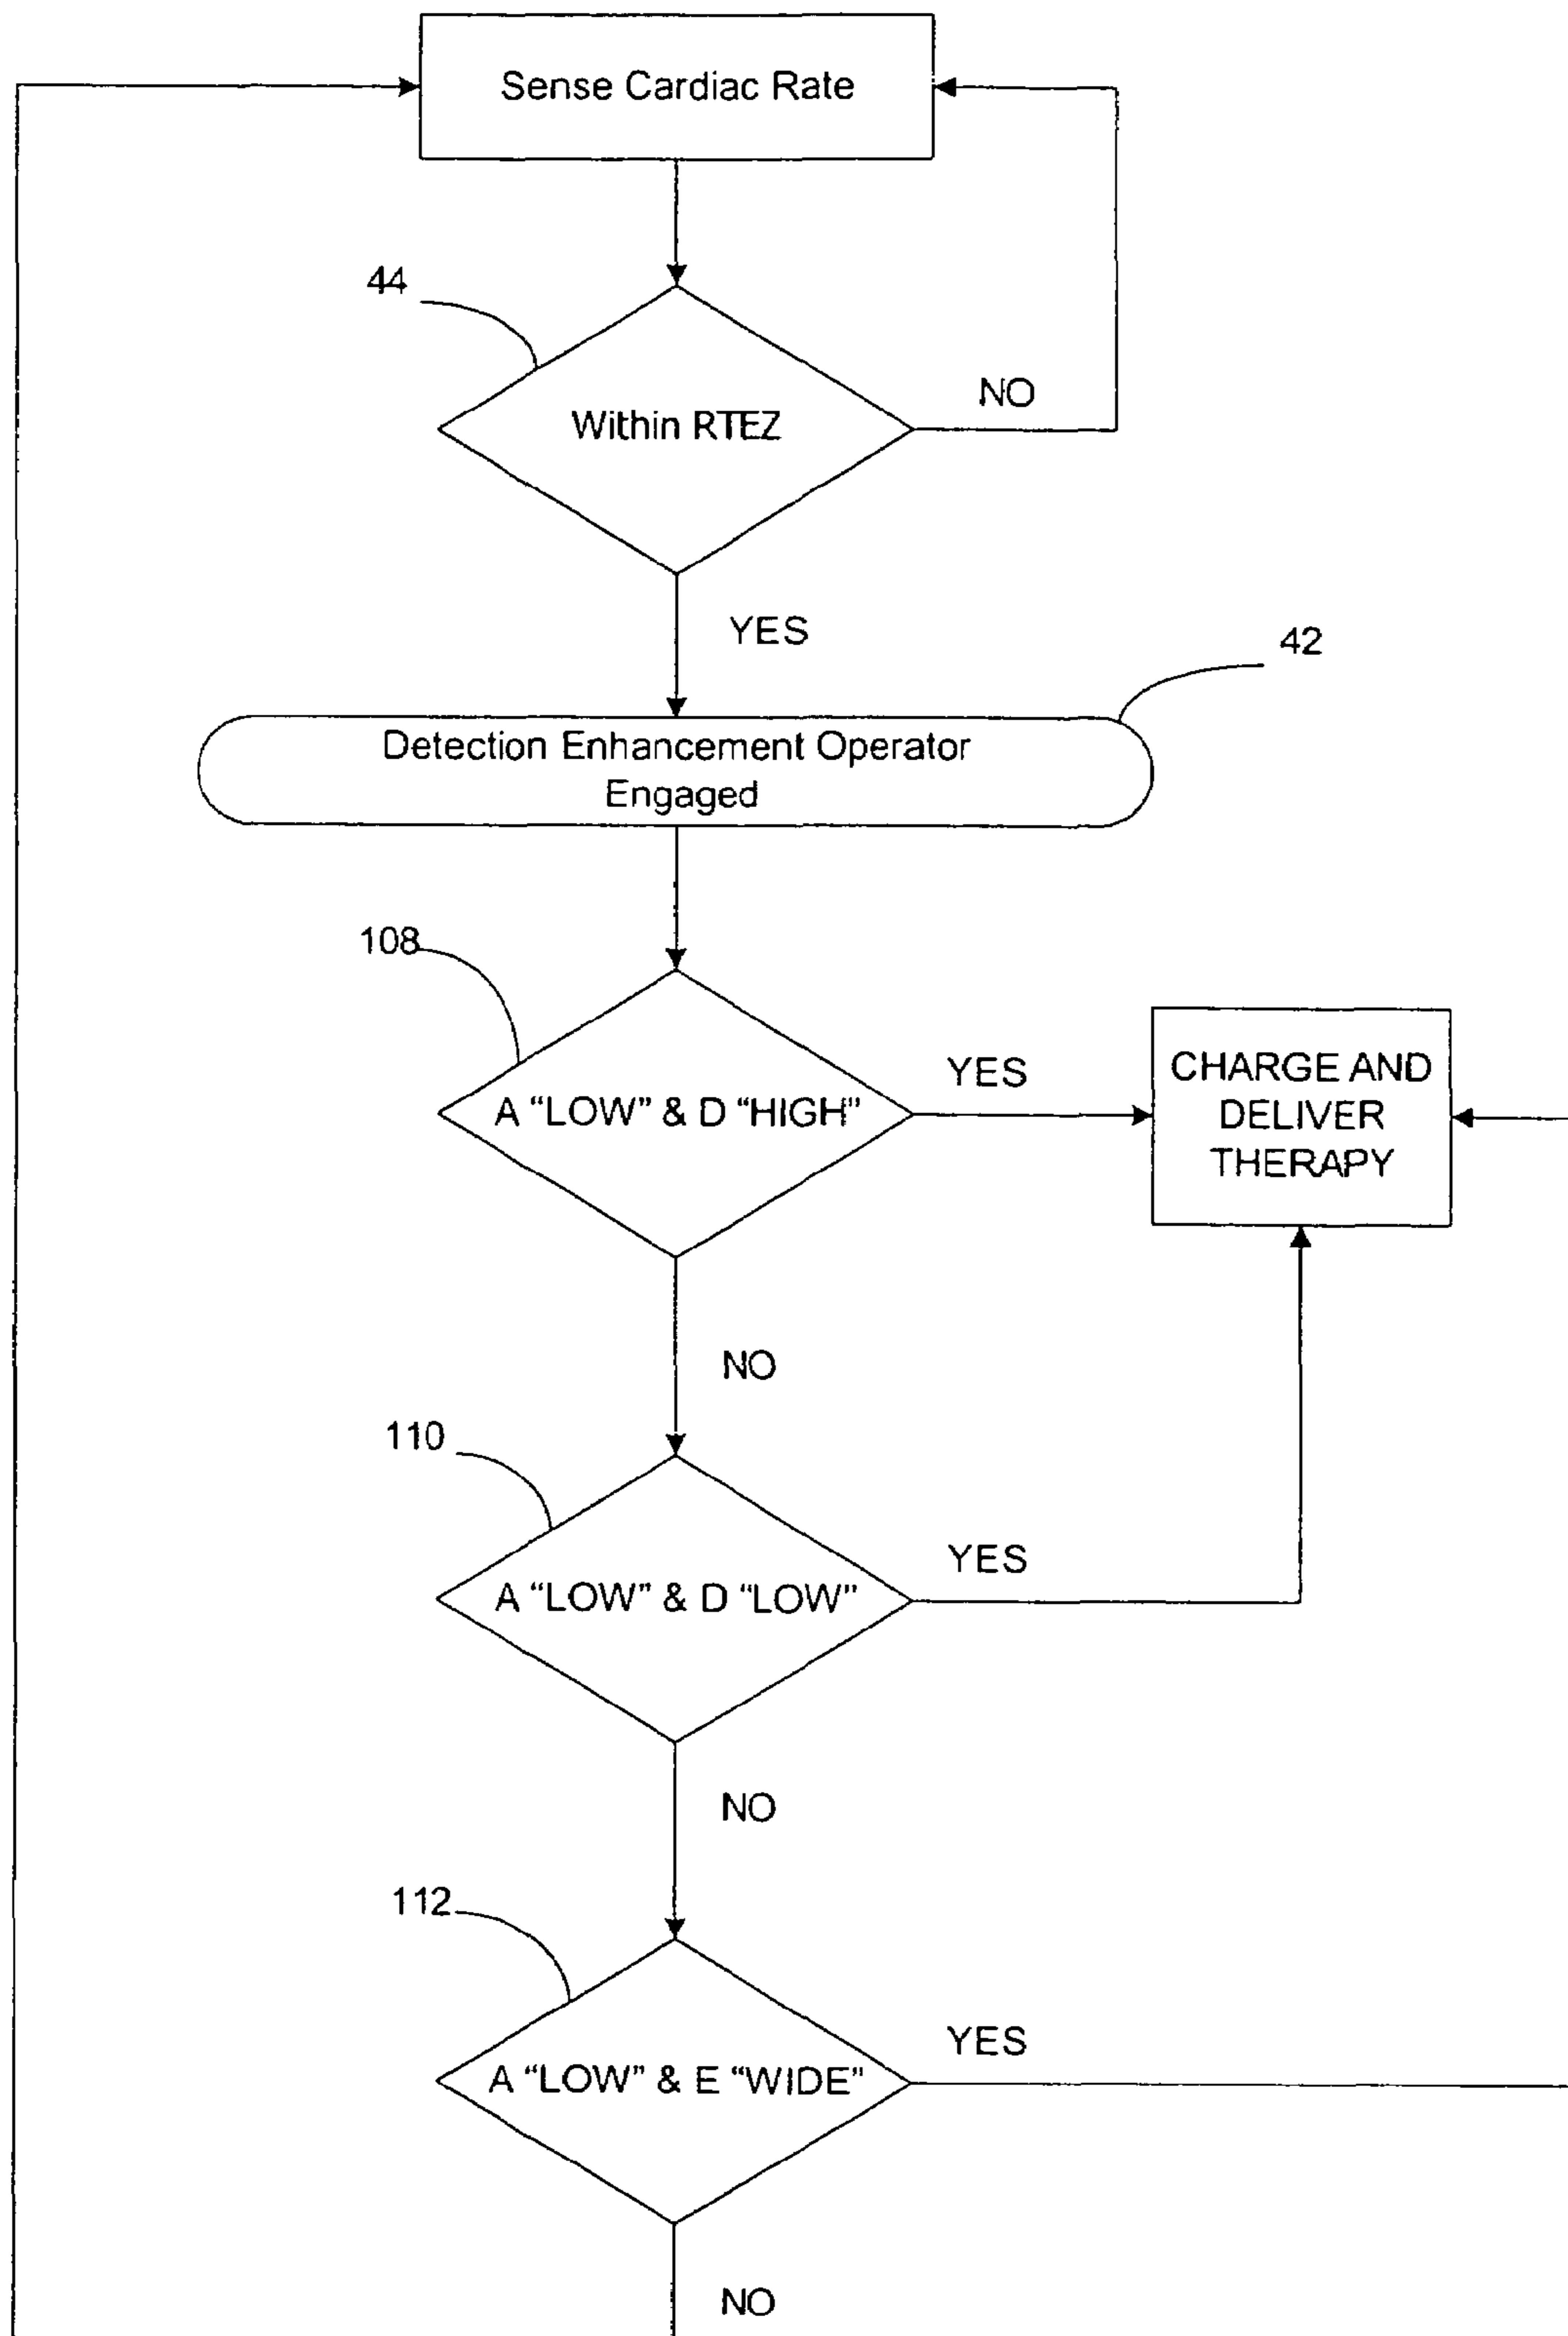 Sense Cardiac Rate
44
Within RTEZ
NO
YES
42
Detection Enhancement Operator
Engaged
108
A “LOW” & D “HIGH”
YES
CHARGE AND
DELIVER
THERAPY
NO
110
A “LOW” & D “LOW”
YES
NO
112
A “LOW” & E “WIDE”
YES
NO